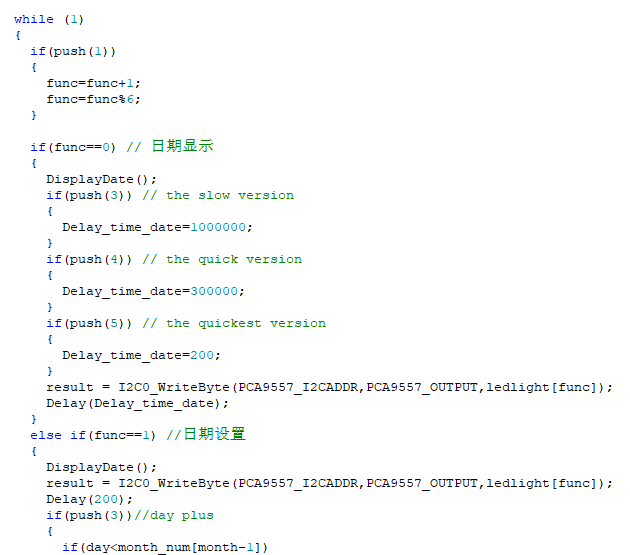 while (1)
{
if(push(1))
{
func=func+1;
func=func%6;
}
if(func==0) // 日期显示
{
DisplayDate();
if(push(3)) // the slow version
{
Delay_time_date=1000000;
}
if(push(4)) // the quick version
{
Delay_time_date=300000;
}
if(push(5)) // the quickest version
{
Delay_time_date=200;
}
result = I2C0_WriteByte(PCA9557_I2CADDR,PCA9557_OUTPUT,ledlight[func]);
Delay(Delay_time_date);
}
else if(func==1) //日期设置
{
DisplayDate();
result = I2C0_WriteByte(PCA9557_I2CADDR,PCA9557_OUTPUT,ledlight[func]);
Delay(200);
if(push(3))//day plus
{
if(day<month_num[month-1])